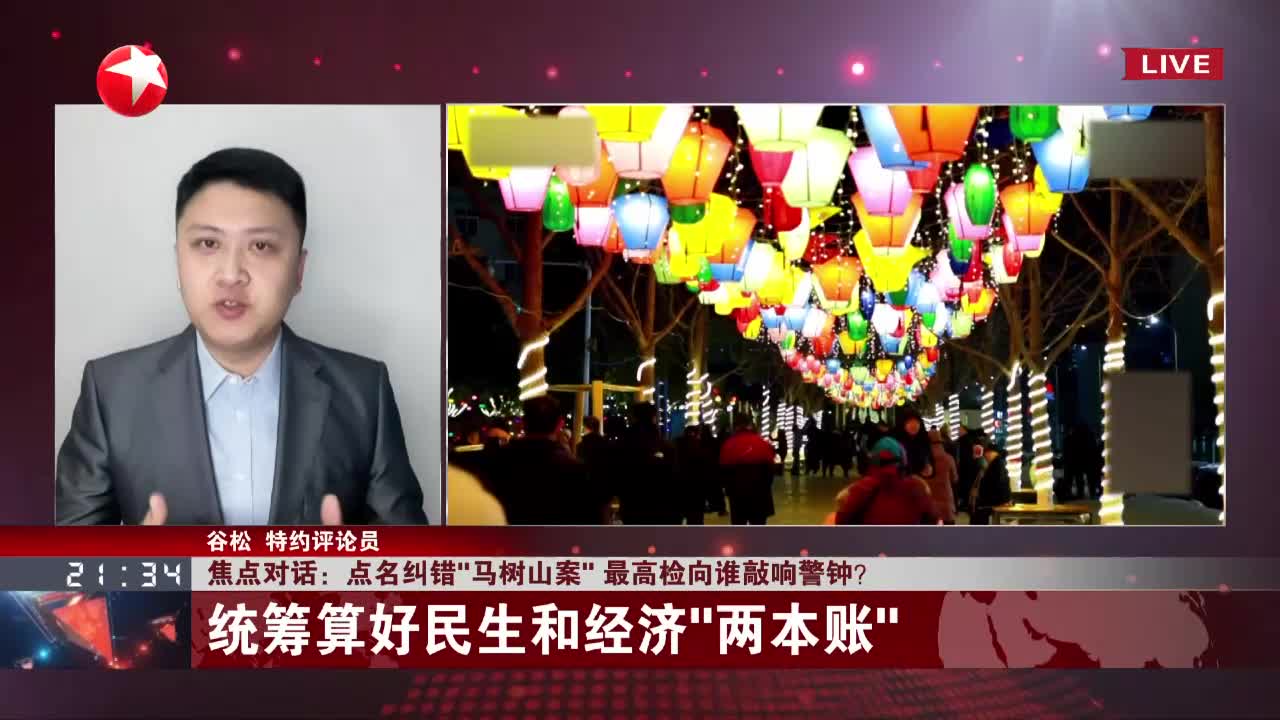 LIVE
谷松 特约评论员
21:34
焦点对话：点名纠错"马树山案" 最高检向谁敲响警钟？
统筹算好民生和经济"两本账"